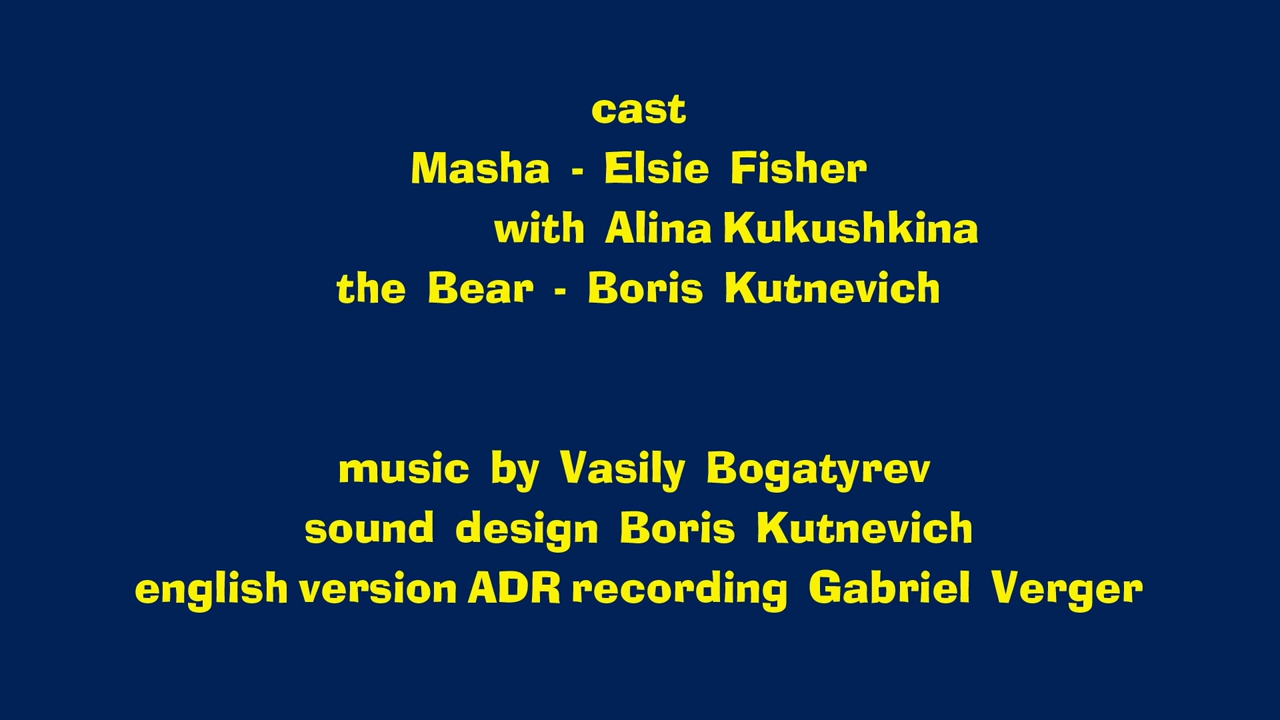 cast
Masha - Elsie Fisher
with Alina Kukushkina
the Bear - Boris Kutnevich
music by Vasily Bogatyrev
sound design Boris Kutnevich
english version ADR recording Gabriel Verger